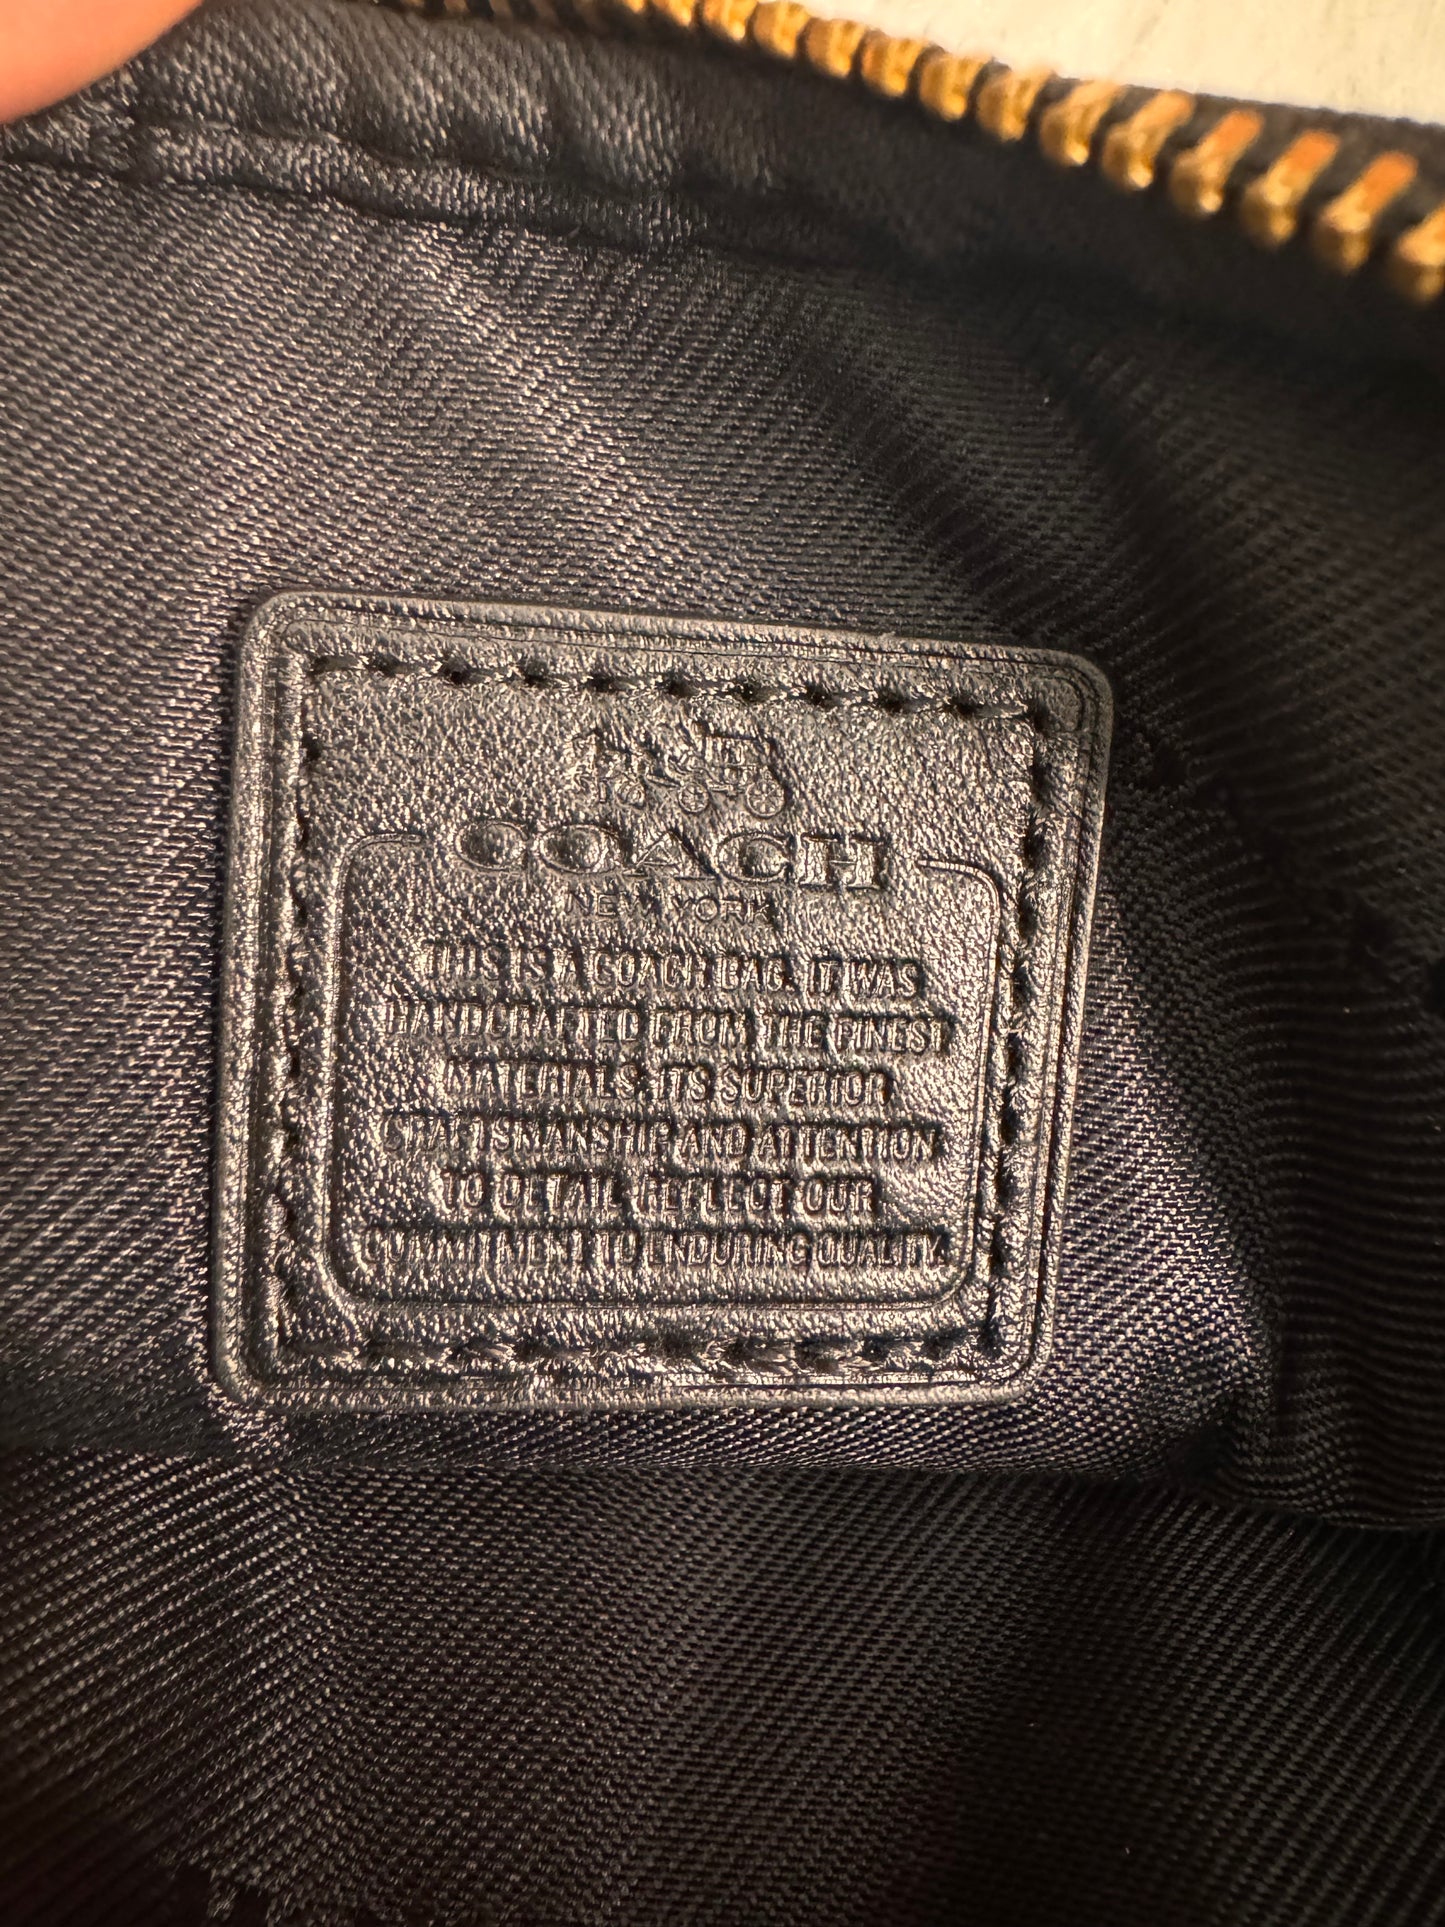 COACH
NEW YORK
THIS IS A COACH BAG. IT WAS
HANDCRAFTED FROM THE FINEST
MATERIALS. ITS SUPERIOR
CRAFTSMANSHIP AND ATTENTION
TO DETAIL REFLECT OUR
COMMITMENT TO ENDURING QUALITY.